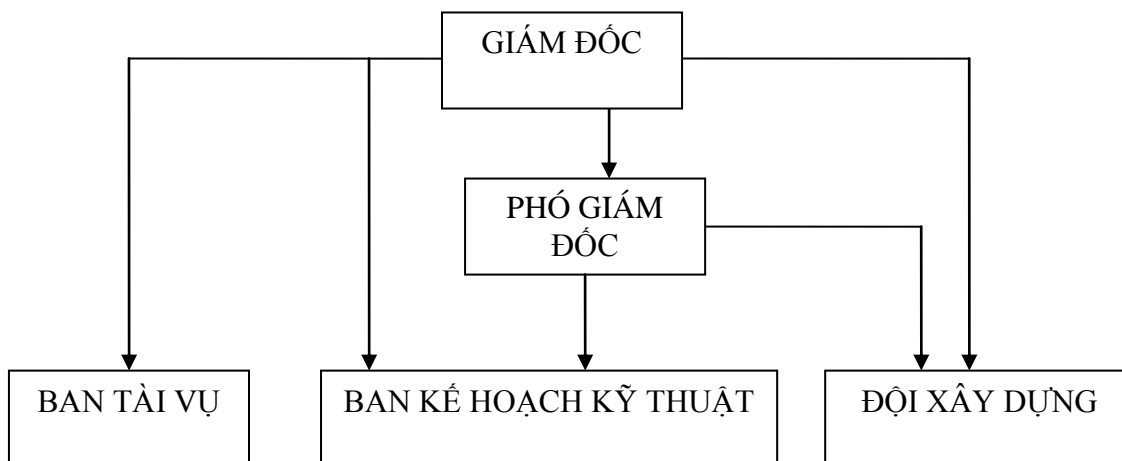 GIÁM ĐỐC
PHÓ GIÁM
ĐỐC
BAN TÀI VỤ
BAN KẾ HOẠCH KỸ THUẬT
ĐỘI XÂY DỰNG